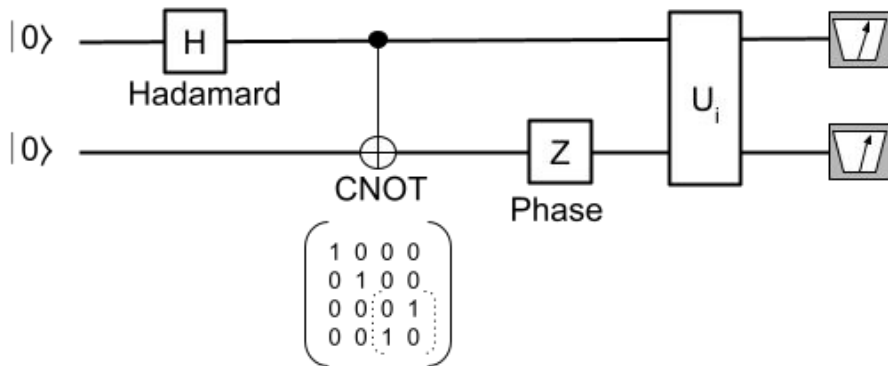 |0⟩
H
Hadamard
U_i
|0⟩
CNOT
Z
Phase
1 0 0 0
0 1 0 0
0 0 0 1
0 0 1 0